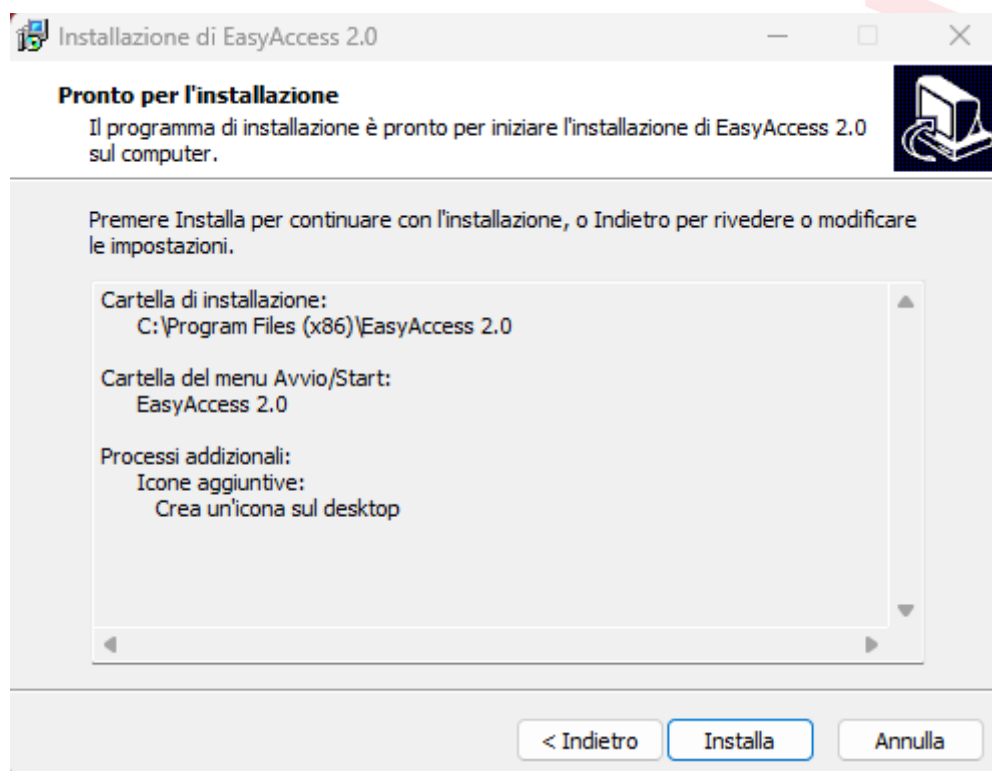 Installazione di EasyAccess 2.0
Pronto per l'installazione
Il programma di installazione è pronto per iniziare l'installazione di EasyAccess 2.0
sul computer.
Premere Installa per continuare con l'installazione, o Indietro per rivedere o modificare
le impostazioni.
Cartella di installazione:
C:\Program Files (x86)\EasyAccess 2.0
Cartella del menu Avvio/Start:
EasyAccess 2.0
Processi addizionali:
Icone aggiuntive:
Crea un'icona sul desktop
< Indietro
Installa
Annulla